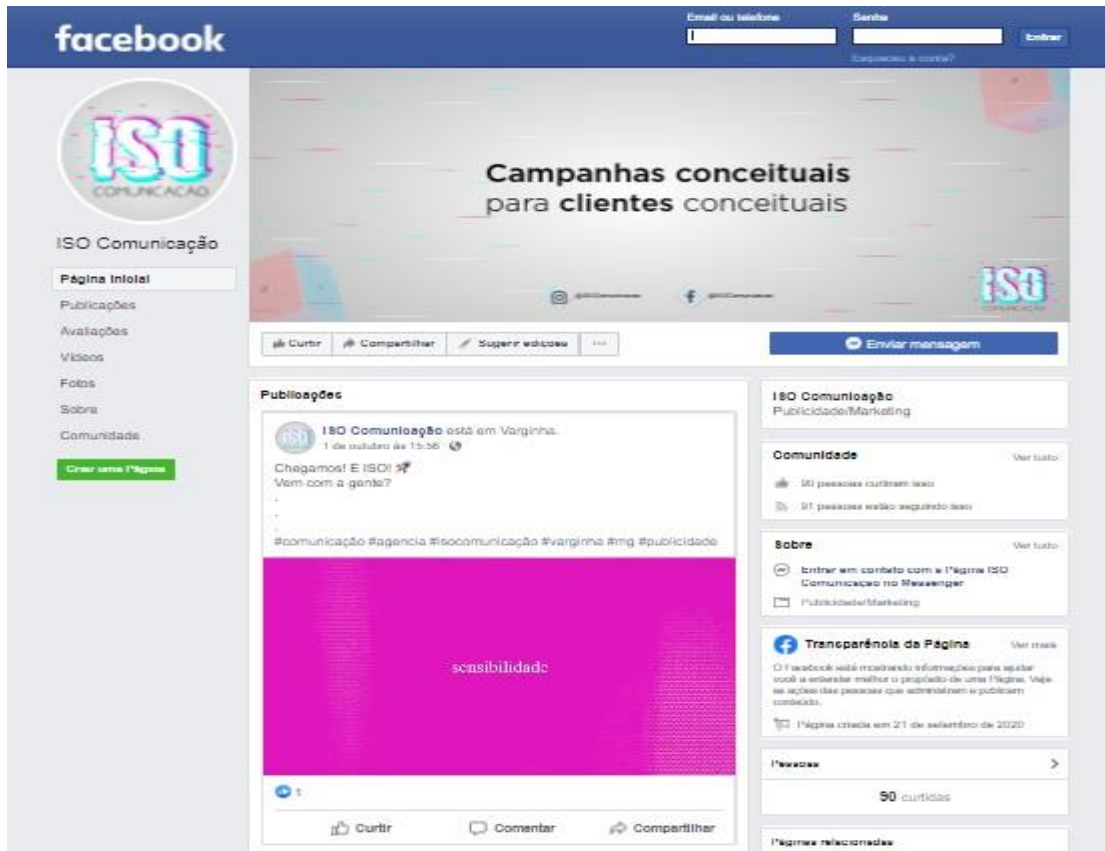 facebook
Email ou telefone
Senha
Entrar
Esqueceu a conta?
ISO
COMUNICAÇÃO
Campanhas conceituais
para clientes conceituais
ISO
ISO Comunicação
Página inicial
Publicações
Avaliações
Vídeos
Fotos
Sobre
Comunidade
Criar uma Página
Curtir
Compartilhar
Sugerir edições
...
Enviar mensagem
Publicações
ISO Comunicação está em Varginha.
1 de outubro às 15:56
Chegamos! É ISO! 🚀
Vem com a gente?
.
.
.
#comunicação #agencia #isocomunicação #varginha #mg #publicidade
sensibilidade
1
Curtir
Comentar
Compartilhar
ISO Comunicação
Publicidade/Marketing
Comunidade
Ver tudo
90 pessoas curtiram isso
91 pessoas estão seguindo isso
Sobre
Ver tudo
Entrar em contato com a Página ISO
Comunicação no Messenger
Publicidade/Marketing
Transparência da Página
Ver mais
O Facebook está mostrando informações para ajudar
você a entender melhor o propósito de uma Página. Veja
as ações das pessoas que administram e publicam
conteúdo.
Página criada em 21 de setembro de 2020
Pessoas
90 curtidas
Páginas relacionadas